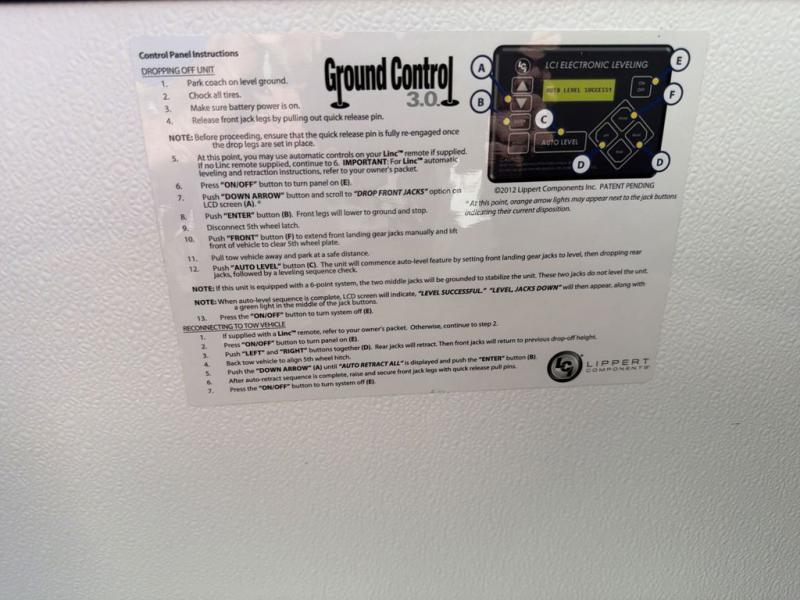 Control Panel Instructions
DROPPING OFF UNIT
1. Park coach on level ground.
2. Chock all tires.
3. Make sure battery power is on.
4. Release front jack legs by pulling out quick release pin.
NOTE: Before proceeding, ensure that the quick release pin is fully re-engaged once
the drop legs are set in place.
5. At this point, you may use automatic controls on your Linc™ remote if supplied.
If no Linc remote supplied, continue to 6. IMPORTANT: For Linc™ automatic
leveling and retraction instructions, refer to your owner's packet.
6. Press "ON/OFF" to turn panel on (E).
7. Push "DOWN ARROW" button and scroll to "DROP FRONT JACKS" option on
LCD screen (A). *
8. Push "ENTER" button (B). Front legs will lower to ground and stop.
9. Disconnect 5th wheel latch.
10. Push "FRONT" button (F) to extend front landing gear jacks manually and lift
front of vehicle to clear 5th wheel plate.
11. Pull tow vehicle away and park at a safe distance.
12. Push "AUTO LEVEL" button (C). The unit will commence auto-level feature by setting front landing gear jacks to level, then dropping rear
jacks, followed by a leveling sequence check.
NOTE: If this unit is equipped with a 6-point system, the two middle jacks will be grounded to stabilize the unit. These two jacks do not level the unit.
NOTE: When auto-level sequence is complete, LCD screen will indicate, "LEVEL SUCCESSFUL." "LEVEL, JACKS DOWN" will then appear, along with
a green light in the middle of the jack buttons.
13. Press the "ON/OFF" button to turn system off (E).
RECONNECTING TO TOW VEHICLE
1. If supplied with a Linc™ remote, refer to your owner's packet. Otherwise, continue to step 2.
2. Press "ON/OFF" button to turn panel on (E).
3. Push "LEFT" and "RIGHT" buttons together (D). Rear jacks will retract. Then front jacks will return to previous drop-off height.
4. Back tow vehicle to align 5th wheel hitch.
5. Push the "DOWN ARROW" (A) until "AUTO RETRACT ALL" is displayed and push the "ENTER" button (B).
6. After auto-retract sequence is complete, raise and secure front jack legs with quick release pull pins.
7. Press the "ON/OFF" button to turn system off (E).
Ground Control
3.0
LCI ELECTRONIC LEVELING
AUTO LEVEL SUCCESS!
ON
OFF
AUTO LEVEL
A
B
C
D
D
E
F
©2012 Lippert Components Inc. PATENT PENDING
* At this point, orange arrow lights may appear next to the jack buttons
indicating their current disposition.
LCI
LIPPERT
COMPONENTS